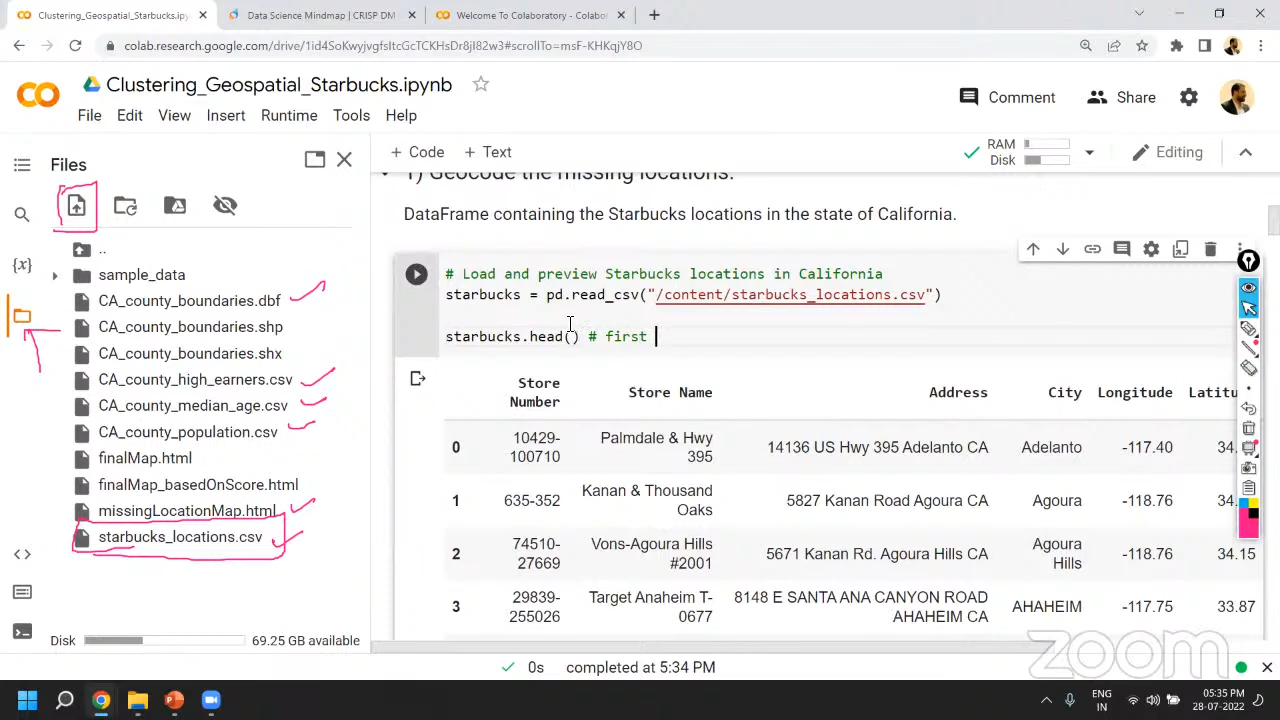 Clustering_Geospatial_Starbucks.ipyn
Data Science Mindmap | CRISP DM
Welcome To Colaboratory - Colabor
colab.research.google.com/drive/1id4SoKwyjvgfsItcGcTCKHsDr8jI82w3#scrollTo=msF-KHKqjY8O
Clustering_Geospatial_Starbucks.ipynb
Comment Share
File Edit View Insert Runtime Tools Help
Files
+ Code + Text
RAM
Disk
Editing
1) Geocode the missing locations.
DataFrame containing the Starbucks locations in the state of California.
..
sample_data
CA_county_boundaries.dbf
CA_county_boundaries.shp
CA_county_boundaries.shx
CA_county_high_earners.csv
CA_county_median_age.csv
CA_county_population.csv
finalMap.html
finalMap_basedOnScore.html
missingLocationMap.html
starbucks_locations.csv
Disk 69.25 GB available
{x}
# Load and preview Starbucks locations in California
starbucks = pd.read_csv("/content/starbucks_locations.csv")
starbucks.head() # first
Store Number Store Name Address City Longitude Latitu
0 10429-100710 Palmdale & Hwy 395 14136 US Hwy 395 Adelanto CA Adelanto -117.40 34.
1 635-352 Kanan & Thousand Oaks 5827 Kanan Road Agoura CA Agoura -118.76 34.
2 74510-27669 Vons-Agoura Hills #2001 5671 Kanan Rd. Agoura Hills CA Agoura Hills -118.76 34.15
3 29839-255026 Target Anaheim T-0677 8148 E SANTA ANA CANYON ROAD AHAHEIM CA AHAHEIM -117.75 33.87
zoom
0s completed at 5:34 PM
ENG
IN
05:35 PM
28-07-2022